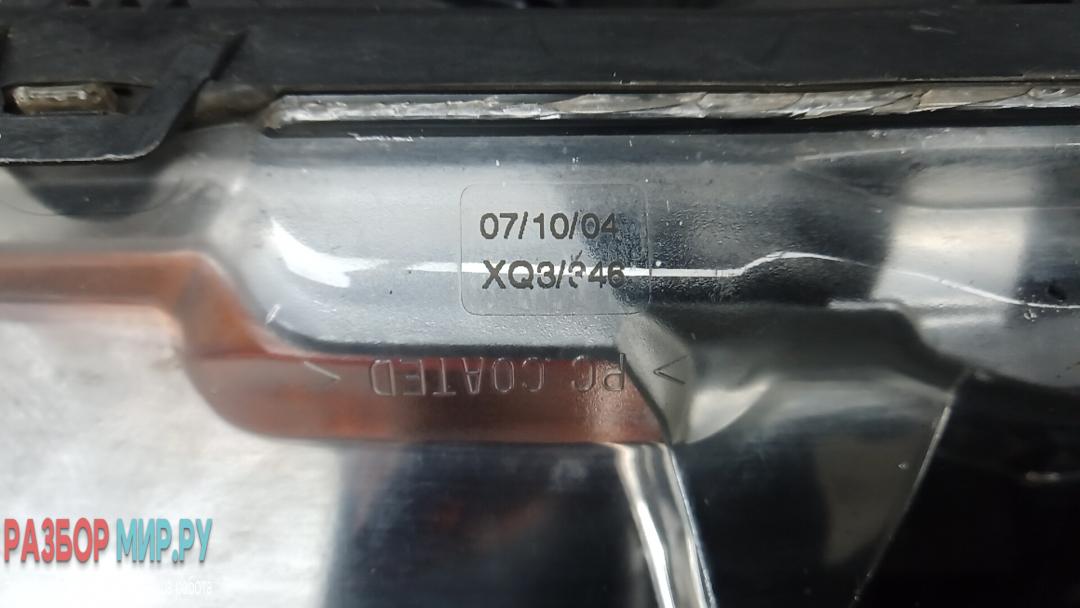 07/10/04
XQ3/346
> PC COATED <
РАЗБОР МИР.РУ